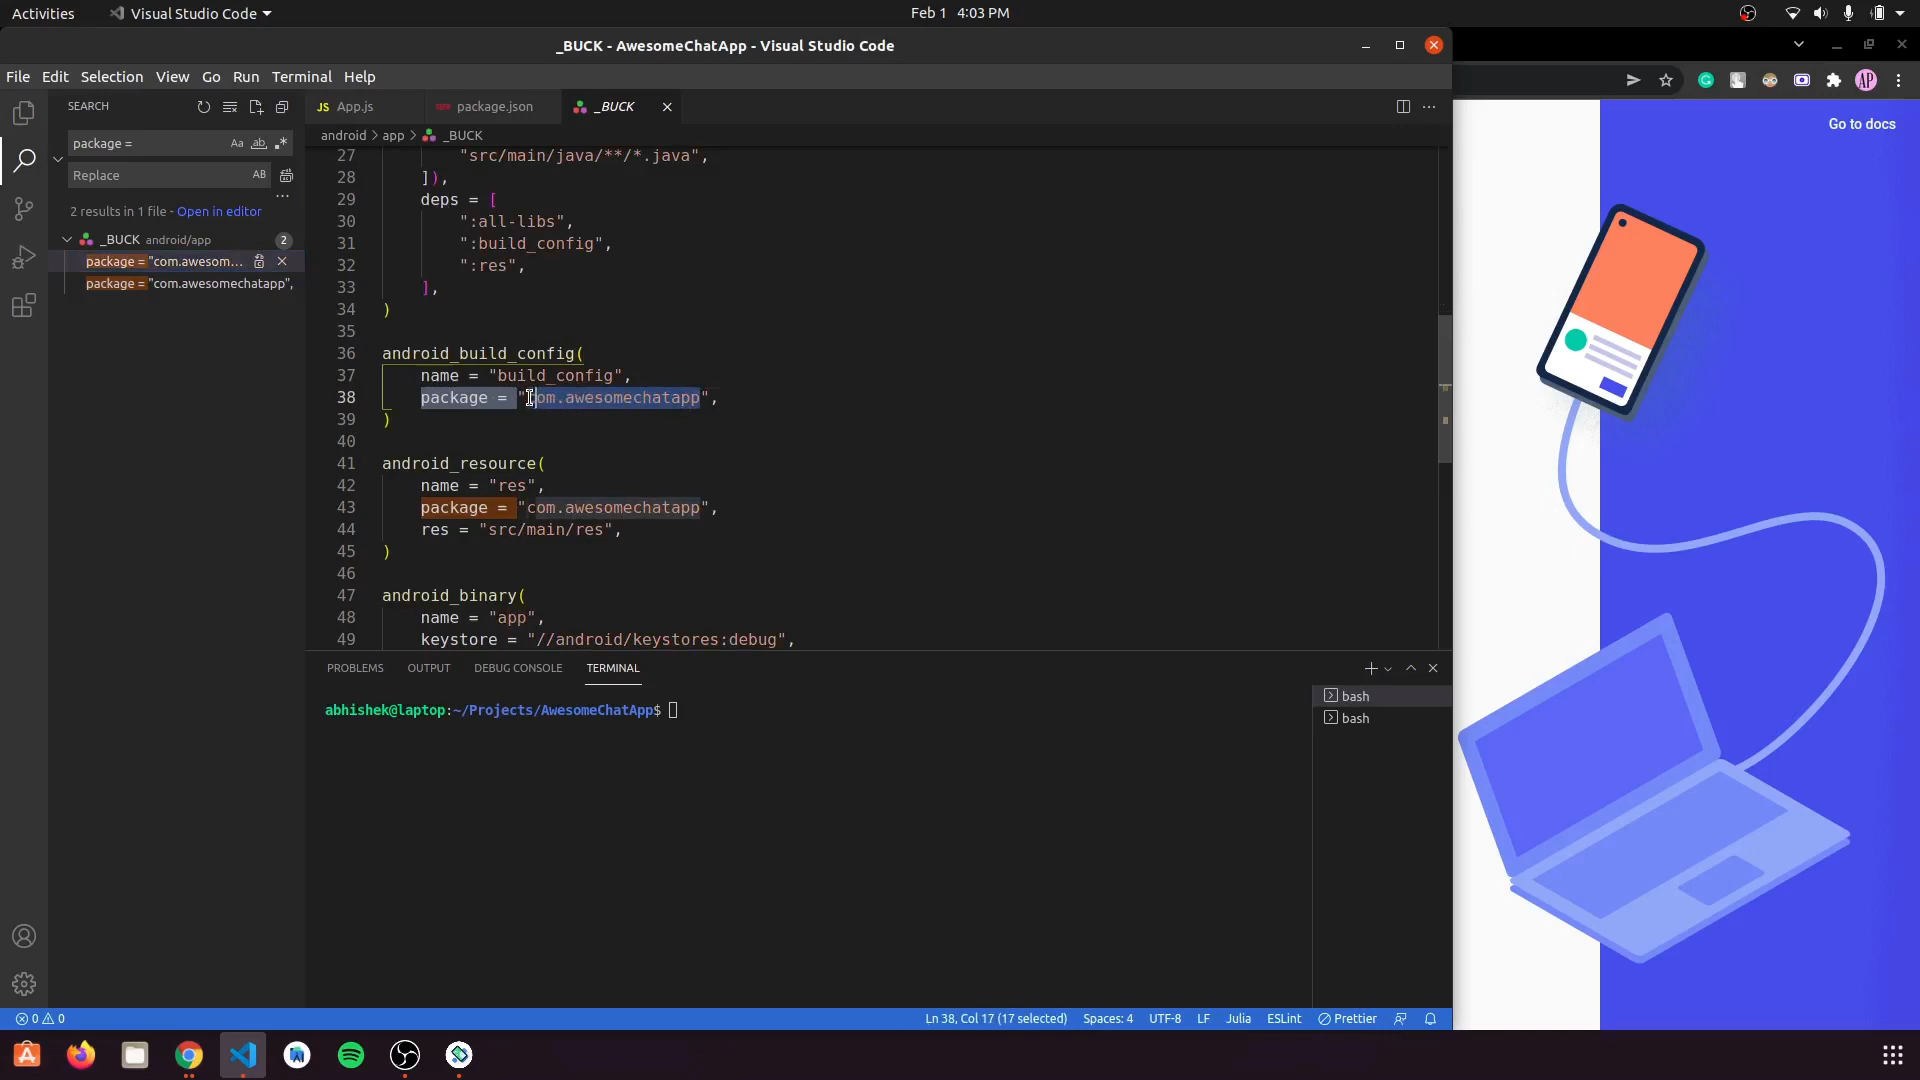 Activities
Visual Studio Code
Feb 1 4:03 PM
_BUCK - AwesomeChatApp - Visual Studio Code
File Edit Selection View Go Run Terminal Help
AP
SEARCH
JS App.js
package.json
_BUCK
package =
Aa ab
Replace
AB
android > app > _BUCK
Go to docs
2 results in 1 file - Open in editor
_BUCK android/app 2
package = "com.awesom...
package = "com.awesomechatapp",
27 "src/main/java/**/*.java",
28 ]),
29 deps = [
30 ":all-libs",
31 ":build_config",
32 ":res",
33 ],
34 )
35
36 android_build_config(
37 name = "build_config",
38 package = "com.awesomechatapp",
39 )
40
41 android_resource(
42 name = "res",
43 package = "com.awesomechatapp",
44 res = "src/main/res",
45 )
46
47 android_binary(
48 name = "app",
49 keystore = "//android/keystores:debug",
PROBLEMS OUTPUT DEBUG CONSOLE TERMINAL
abhishek@laptop:~/Projects/AwesomeChatApp$
bash
bash
0 0
Ln 38, Col 17 (17 selected) Spaces: 4 UTF-8 LF Julia ESLint Prettier